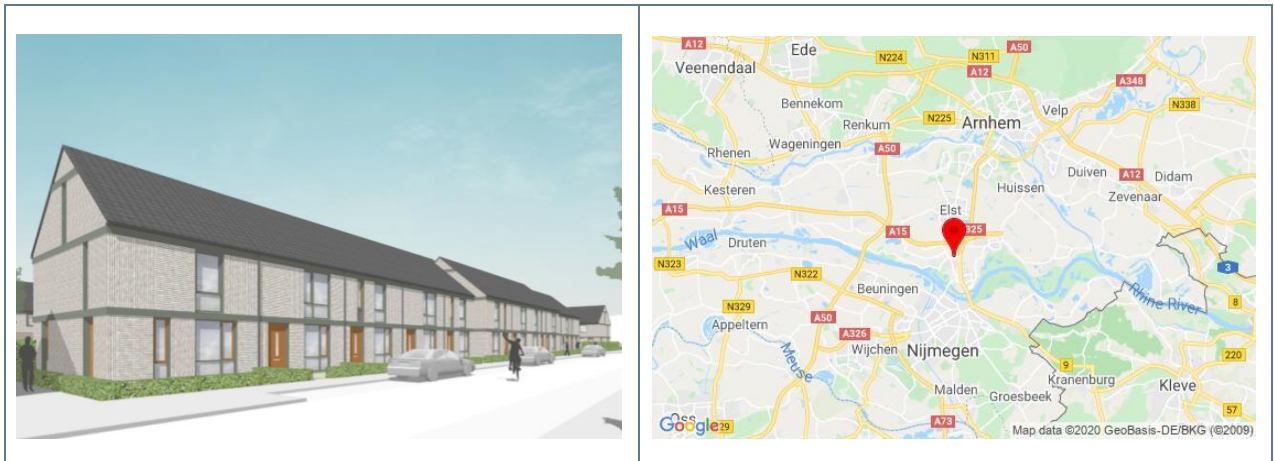 A12
Ede
N224
N311
A50
Veenendaal
A12
A348
Bennekom
Velp
N338
Renkum
N225
Arnhem
Rhenen
Wageningen
A50
Duiven
A12
Didam
Kesteren
Huissen
Zevenaar
A15
Elst
Waal
Druten
A15
325
N323
N322
3
Beuningen
Rhine River
8
N329
Appeltern
A50
A326
Wijchen
Nijmegen
220
Meuse
9
Kranenburg
Kleve
Malden
Groesbeek
57
Oss
Google
29
A73
Map data ©2020 GeoBasis-DE/BKG (©2009)